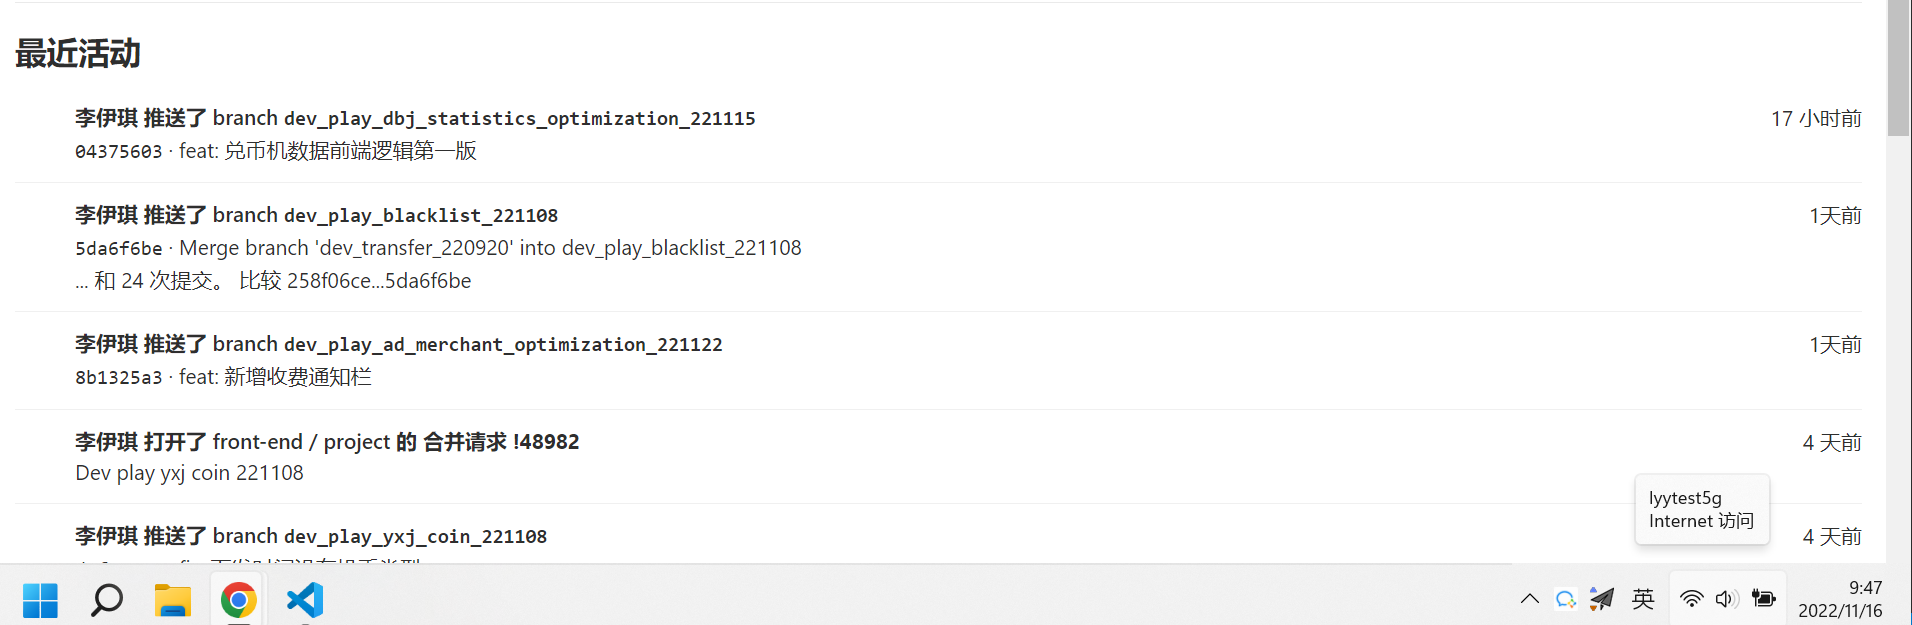 最近活动
李伊琪 推送了 branch dev_play_dbj_statistics_optimization_221115
17 小时前
04375603 · feat: 兑币机数据前端逻辑第一版
李伊琪 推送了 branch dev_play_blacklist_221108
1天前
5da6f6be · Merge branch 'dev_transfer_220920' into dev_play_blacklist_221108
... 和 24 次提交。 比较 258f06ce...5da6f6be
李伊琪 推送了 branch dev_play_ad_merchant_optimization_221122
1天前
8b1325a3 · feat: 新增收费通知栏
李伊琪 打开了 front-end / project 的 合并请求 !48982
4 天前
Dev play yxj coin 221108
lyytest5g
Internet 访问
李伊琪 推送了 branch dev_play_yxj_coin_221108
4 天前
英
9:47
2022/11/16